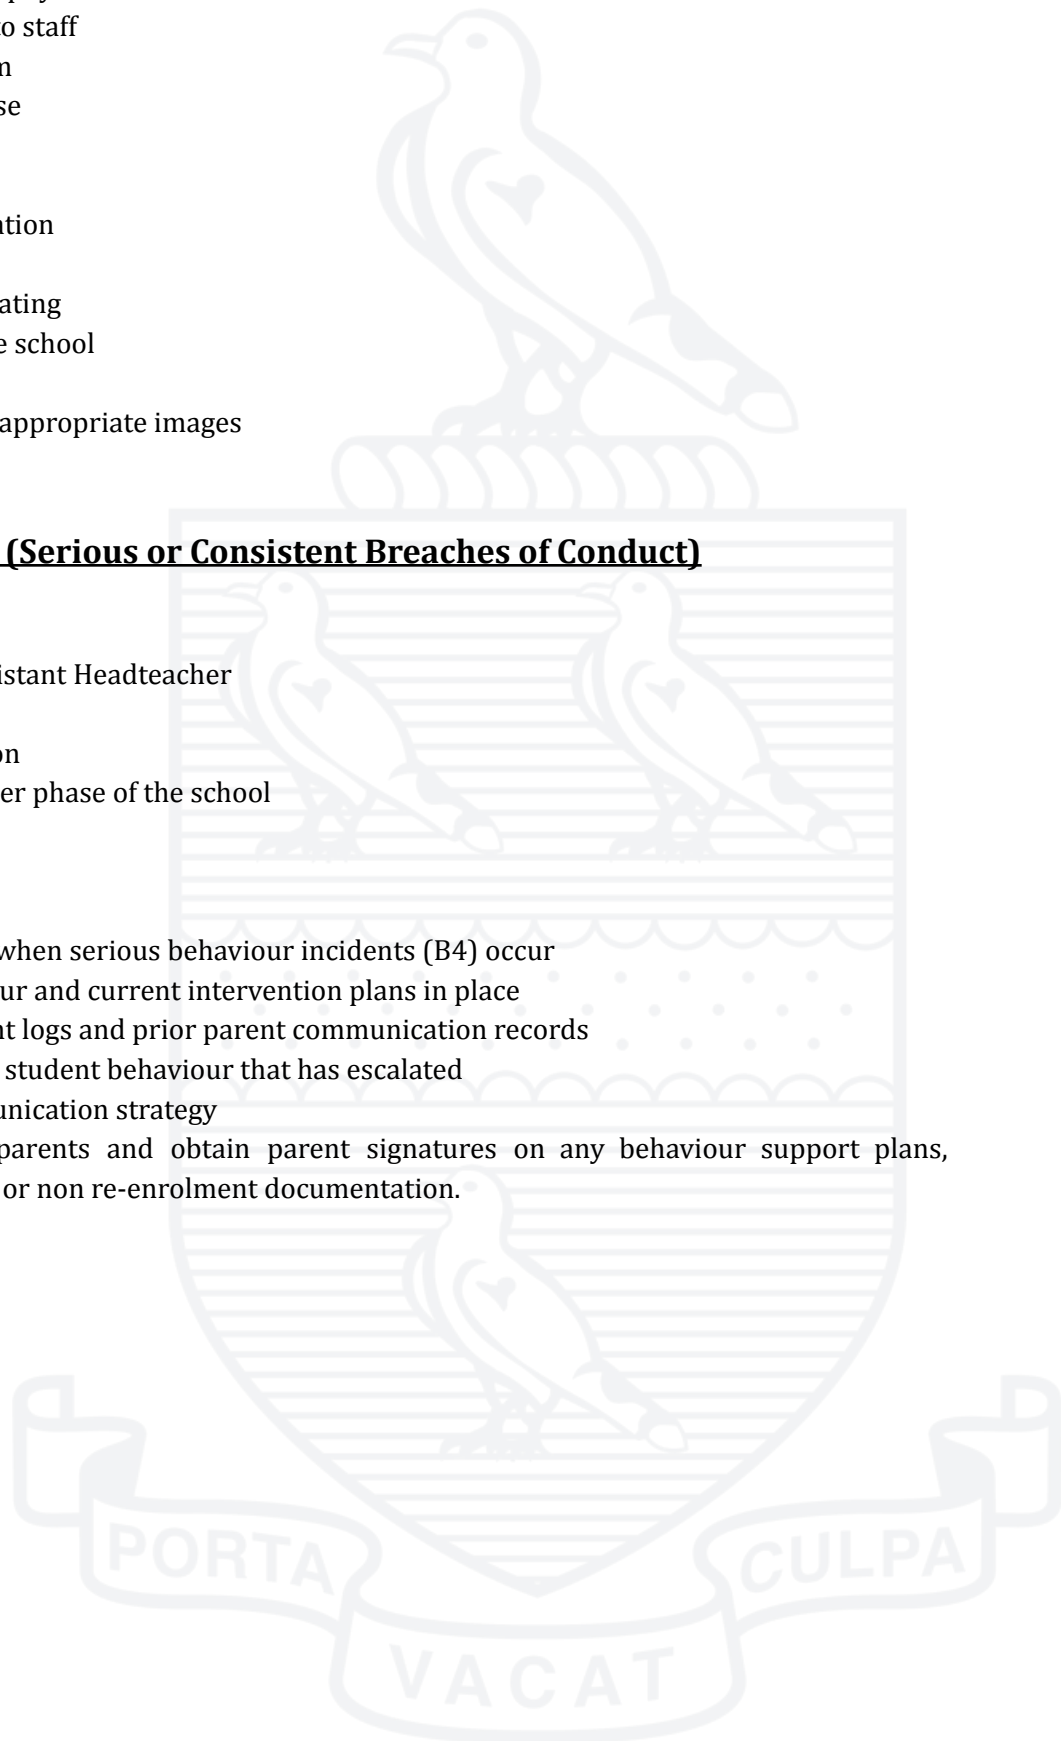 o staff
n
se
ation
ating
e school
appropriate images
(Serious or Consistent Breaches of Conduct)
istant Headteacher
on
er phase of the school
when serious behaviour incidents (B4) occur
ur and current intervention plans in place
nt logs and prior parent communication records
student behaviour that has escalated
unication strategy
parents and obtain parent signatures on any behaviour support plans,
or non re-enrolment documentation.
PORTA
CULPA
VACAT